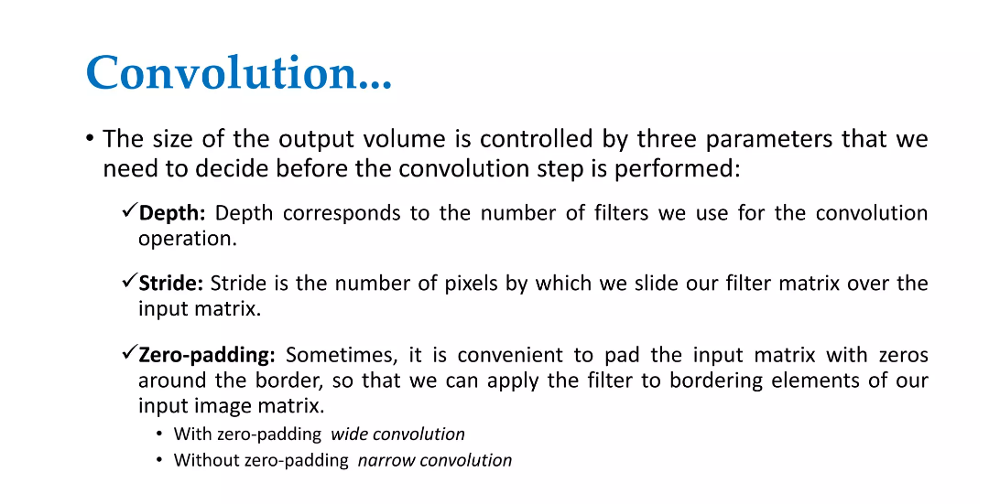 Convolution...
• The size of the output volume is controlled by three parameters that we
need to decide before the convolution step is performed:
✓Depth: Depth corresponds to the number of filters we use for the convolution
operation.
✓Stride: Stride is the number of pixels by which we slide our filter matrix over the
input matrix.
✓Zero-padding: Sometimes, it is convenient to pad the input matrix with zeros
around the border, so that we can apply the filter to bordering elements of our
input image matrix.
• With zero-padding wide convolution
• Without zero-padding narrow convolution